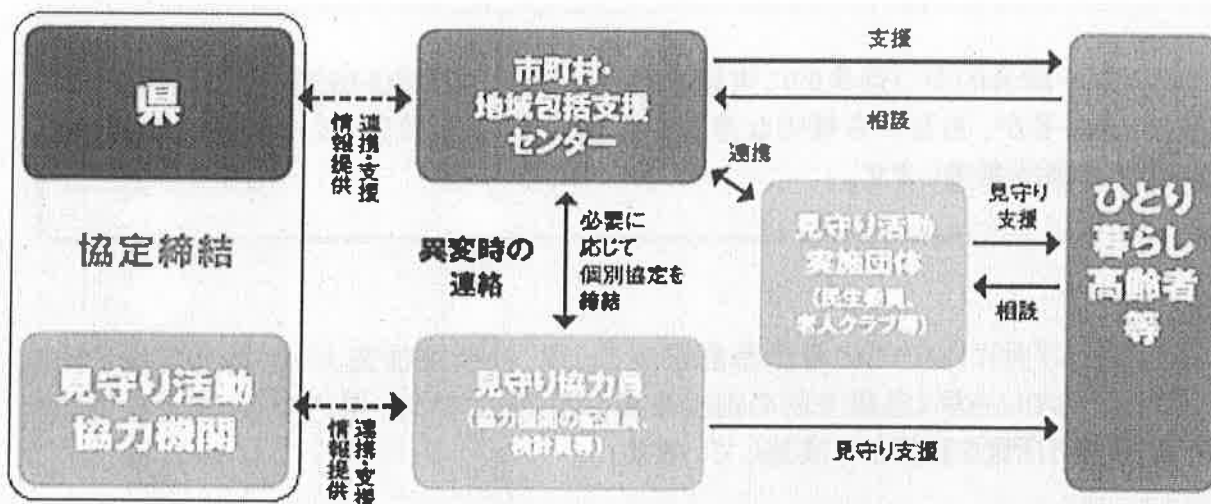 県
協定締結
見守り活動
協力機関
連携・支援
情報提供
連携・支援
情報提供
市町村・
地域包括支援
センター
異変時の
連絡
必要に
応じて
個別協定を
締結
見守り協力員
(協力機関の配達員、
検針員等)
支援
相談
連携
見守り活動
実施団体
(民生委員、
老人クラブ等)
見守り
支援
相談
見守り支援
ひとり
暮らし
高齢者
等